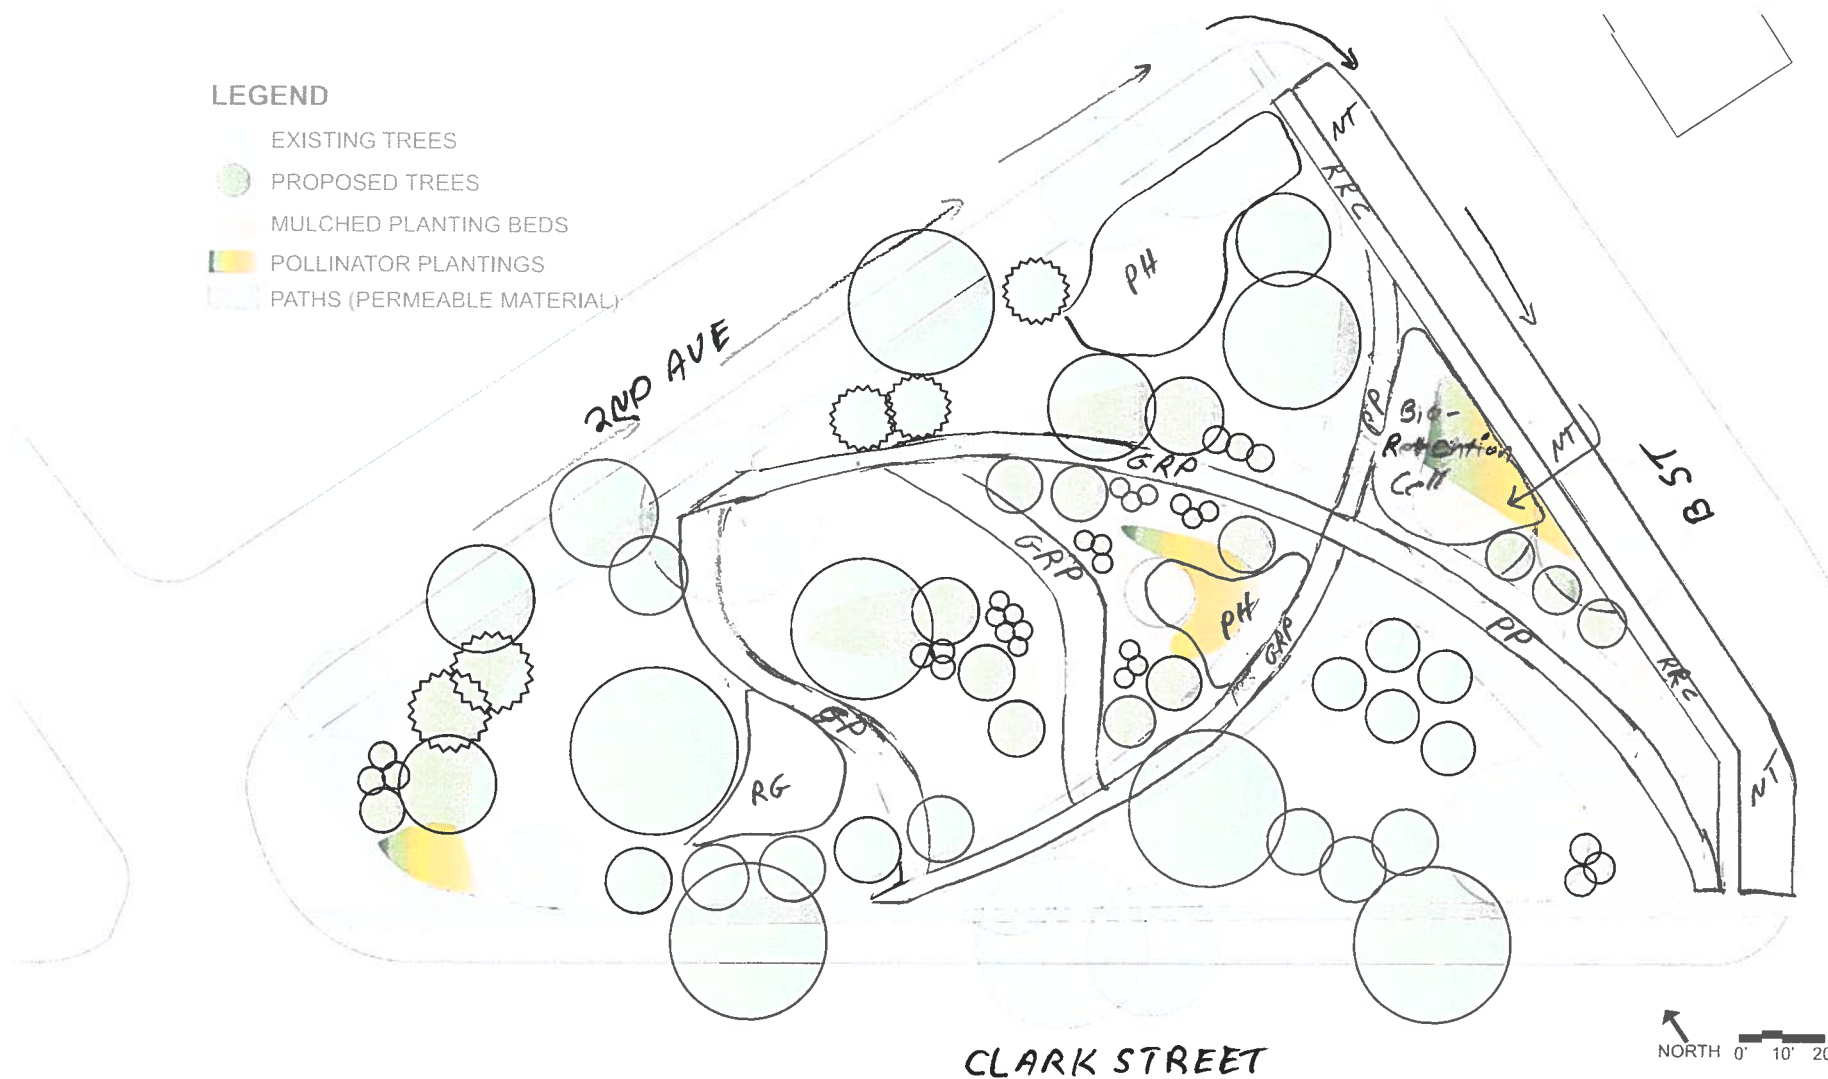 LEGEND
EXISTING TREES
PROPOSED TREES
MULCHED PLANTING BEDS
POLLINATOR PLANTINGS
PATHS (PERMEABLE MATERIAL)
2ND AVE
NT
RRC
PH
PP
Bio-
Retention
Cell
NT
B ST
GRP
GRP
PH
GRP
PP
RRC
RG
NT
NORTH 0' 10' 20
CLARK STREET